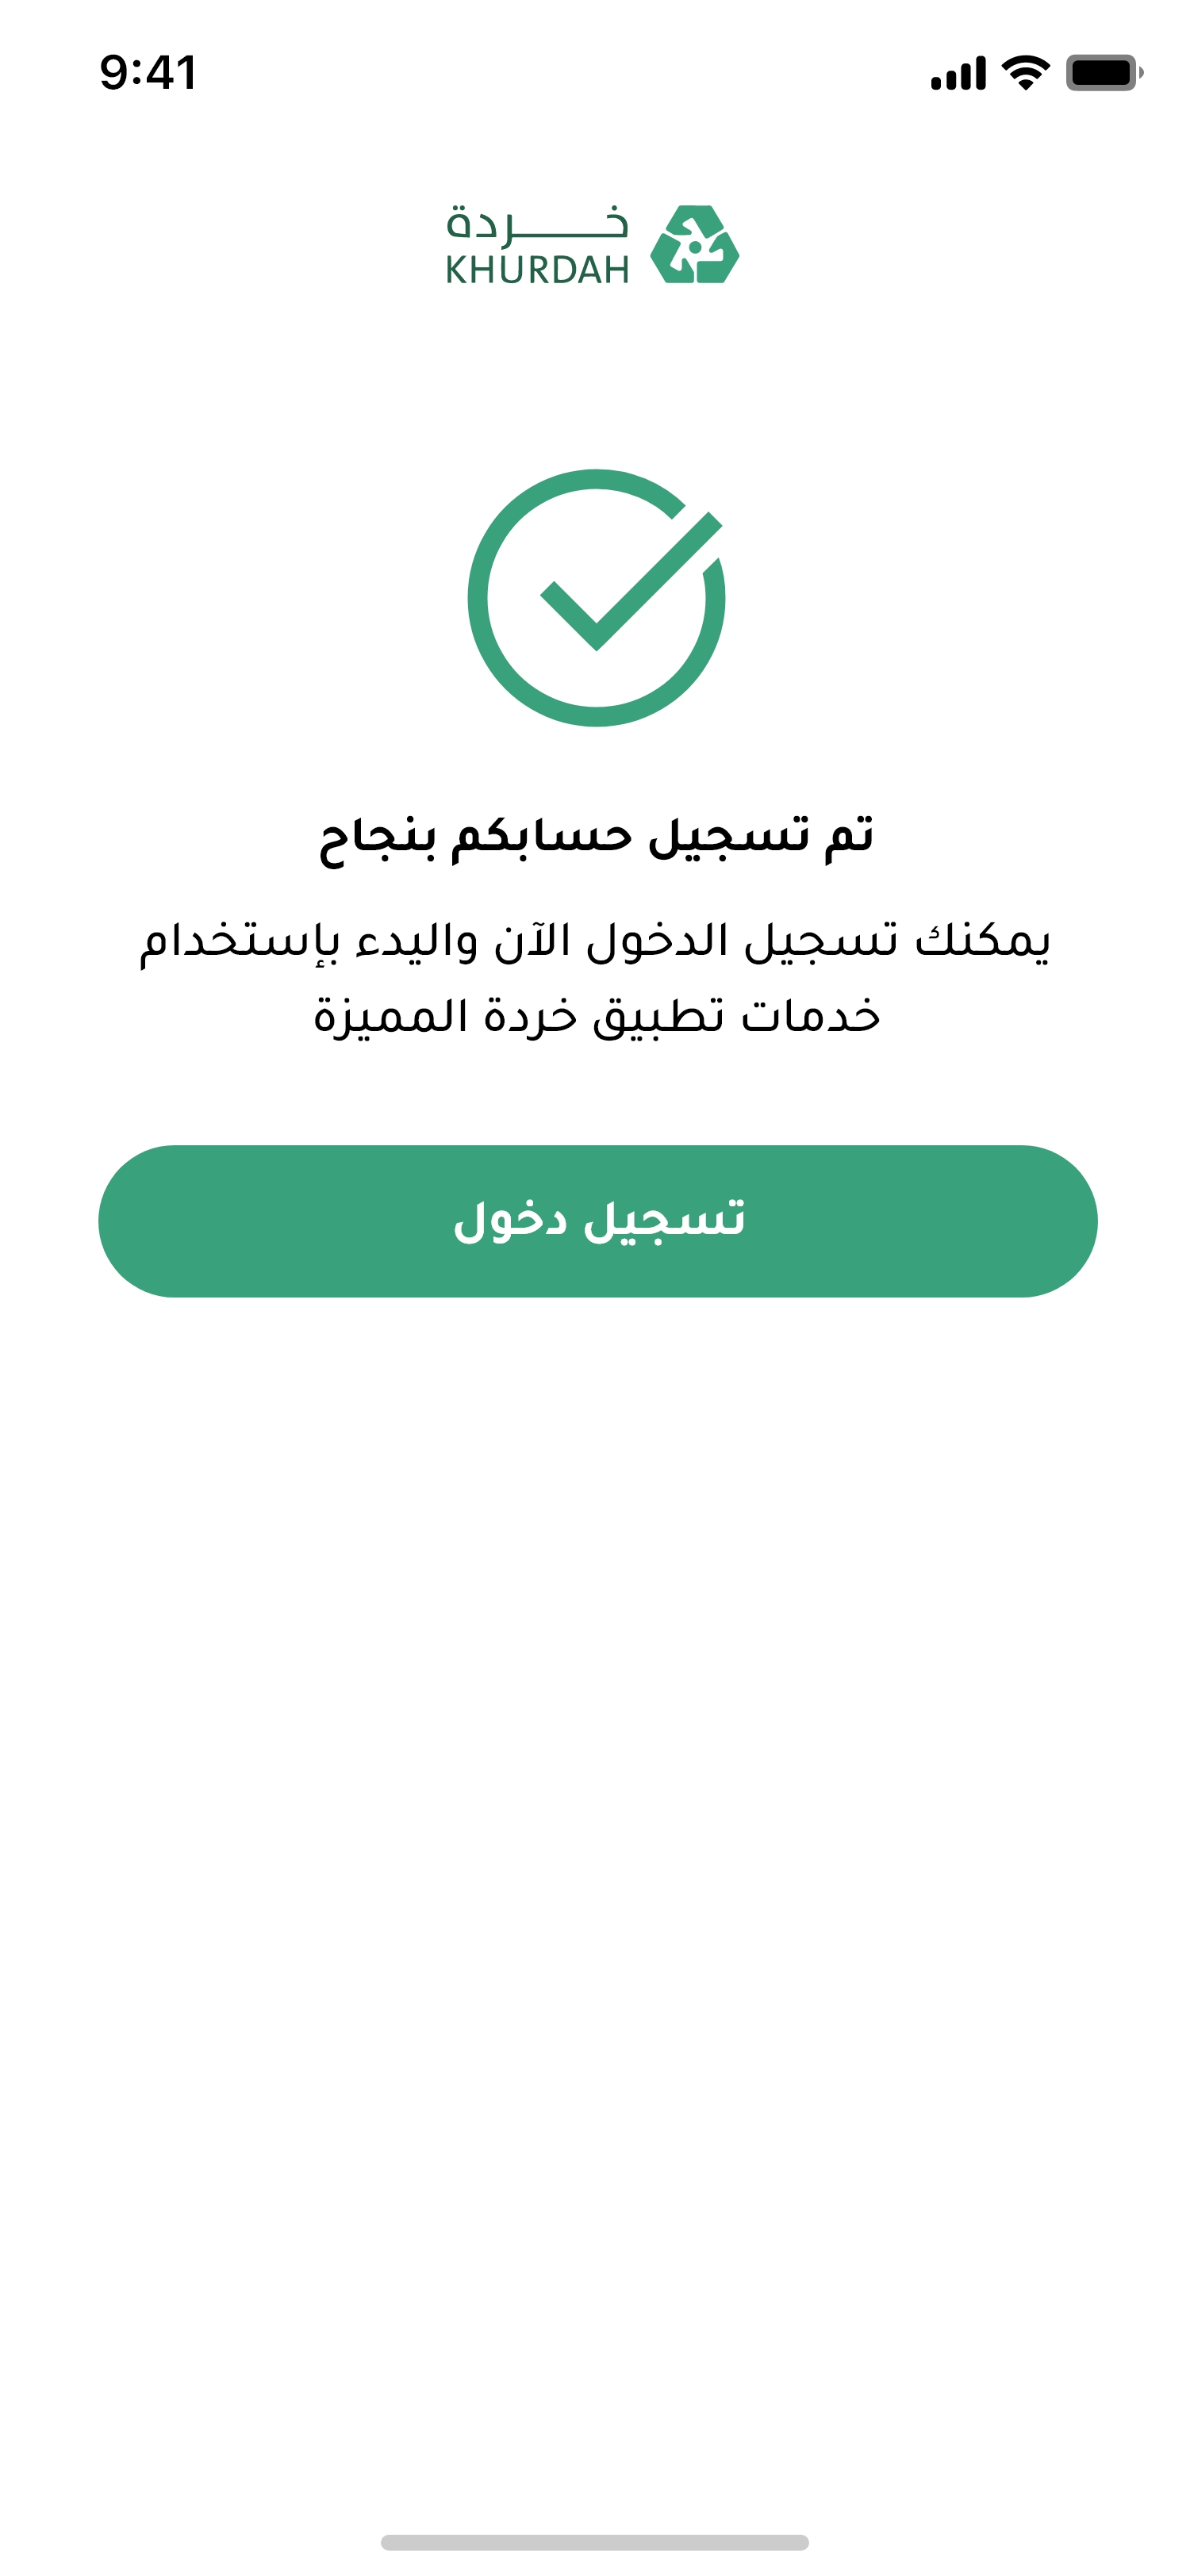 9:41
خردة
KHURDAH
تم تسجيل حسابكم بنجاح
يمكنك تسجيل الدخول الآن واليدء بإستخدام
خدمات تطبيق خردة المميزة
تسجيل دخول